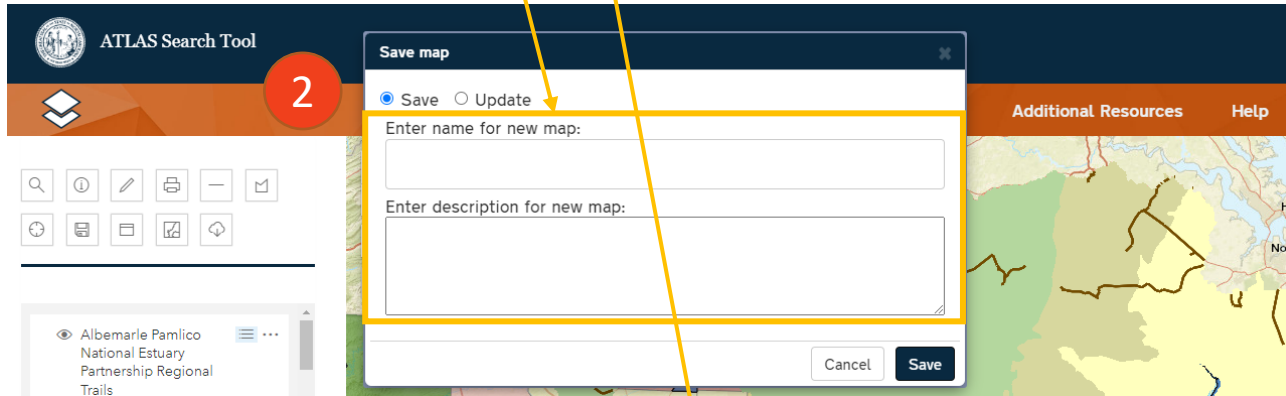 ATLAS Search Tool
2
Save map
Save
Update
Additional Resources
Help
Enter name for new map:
Enter description for new map:
Cancel
Save
Albemarle Pamlico
National Estuary
Partnership Regional
Trails